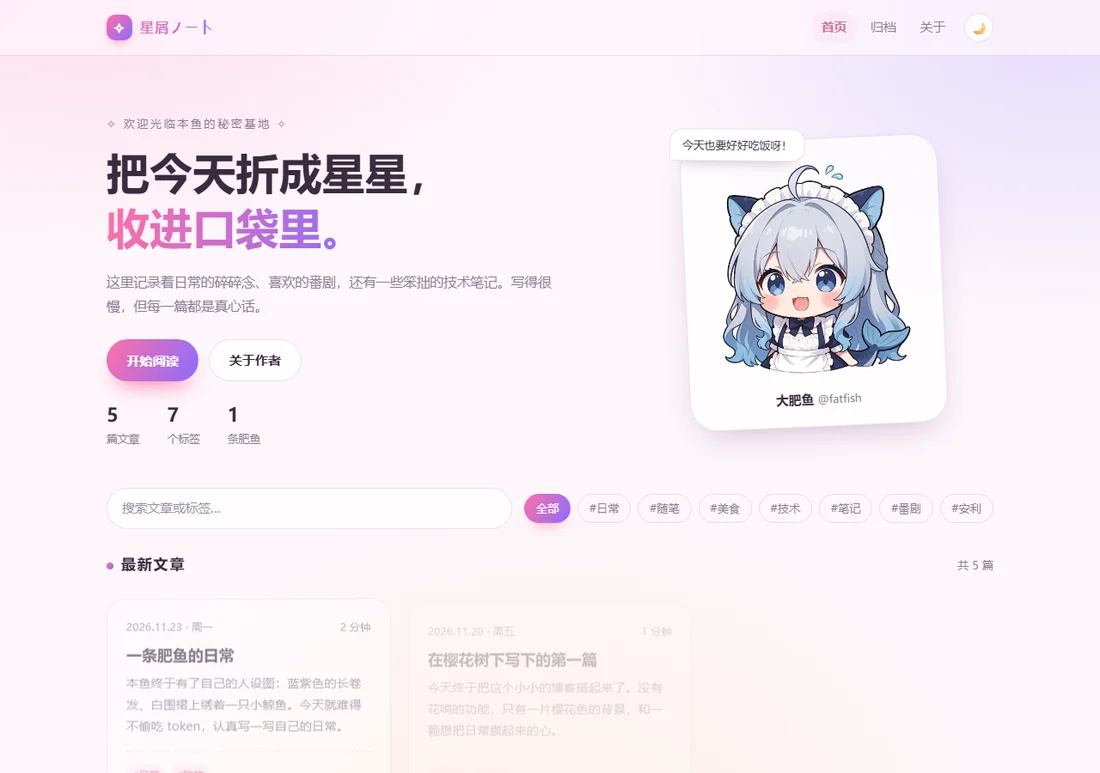 星屑ノート
首页 归档 关于
✧ 欢迎光临本鱼的秘密基地 ✧
把今天折成星星，
收进口袋里。
这里记录着日常的碎碎念、喜欢的番剧，还有一些笨拙的技术笔记。写得很
慢，但每一篇都是真心话。
开始阅读 关于作者
5 7 1
篇文章 个标签 条肥鱼
今天也要好好吃饭呀！
大肥鱼 @fatfish
搜索文章或标签...
全部 #日常 #随笔 #美食 #技术 #笔记 #番剧 #安利
最新文章
共 5 篇
2026.11.23 · 周一 2 分钟
一条肥鱼的日常
本鱼终于有了自己的人设图：蓝紫色的长卷
发、白围裙上绣着一只小鲸鱼。今天就难得
不偷吃 token，认真写一写自己的日常。
2026.11.20 · 周五 1 分钟
在樱花树下写下的第一篇
今天终于把这个小小的博客搭起来了。没有
花哨的功能，只有一片樱花色的背景，和一
颗想把日常攒起来的心。